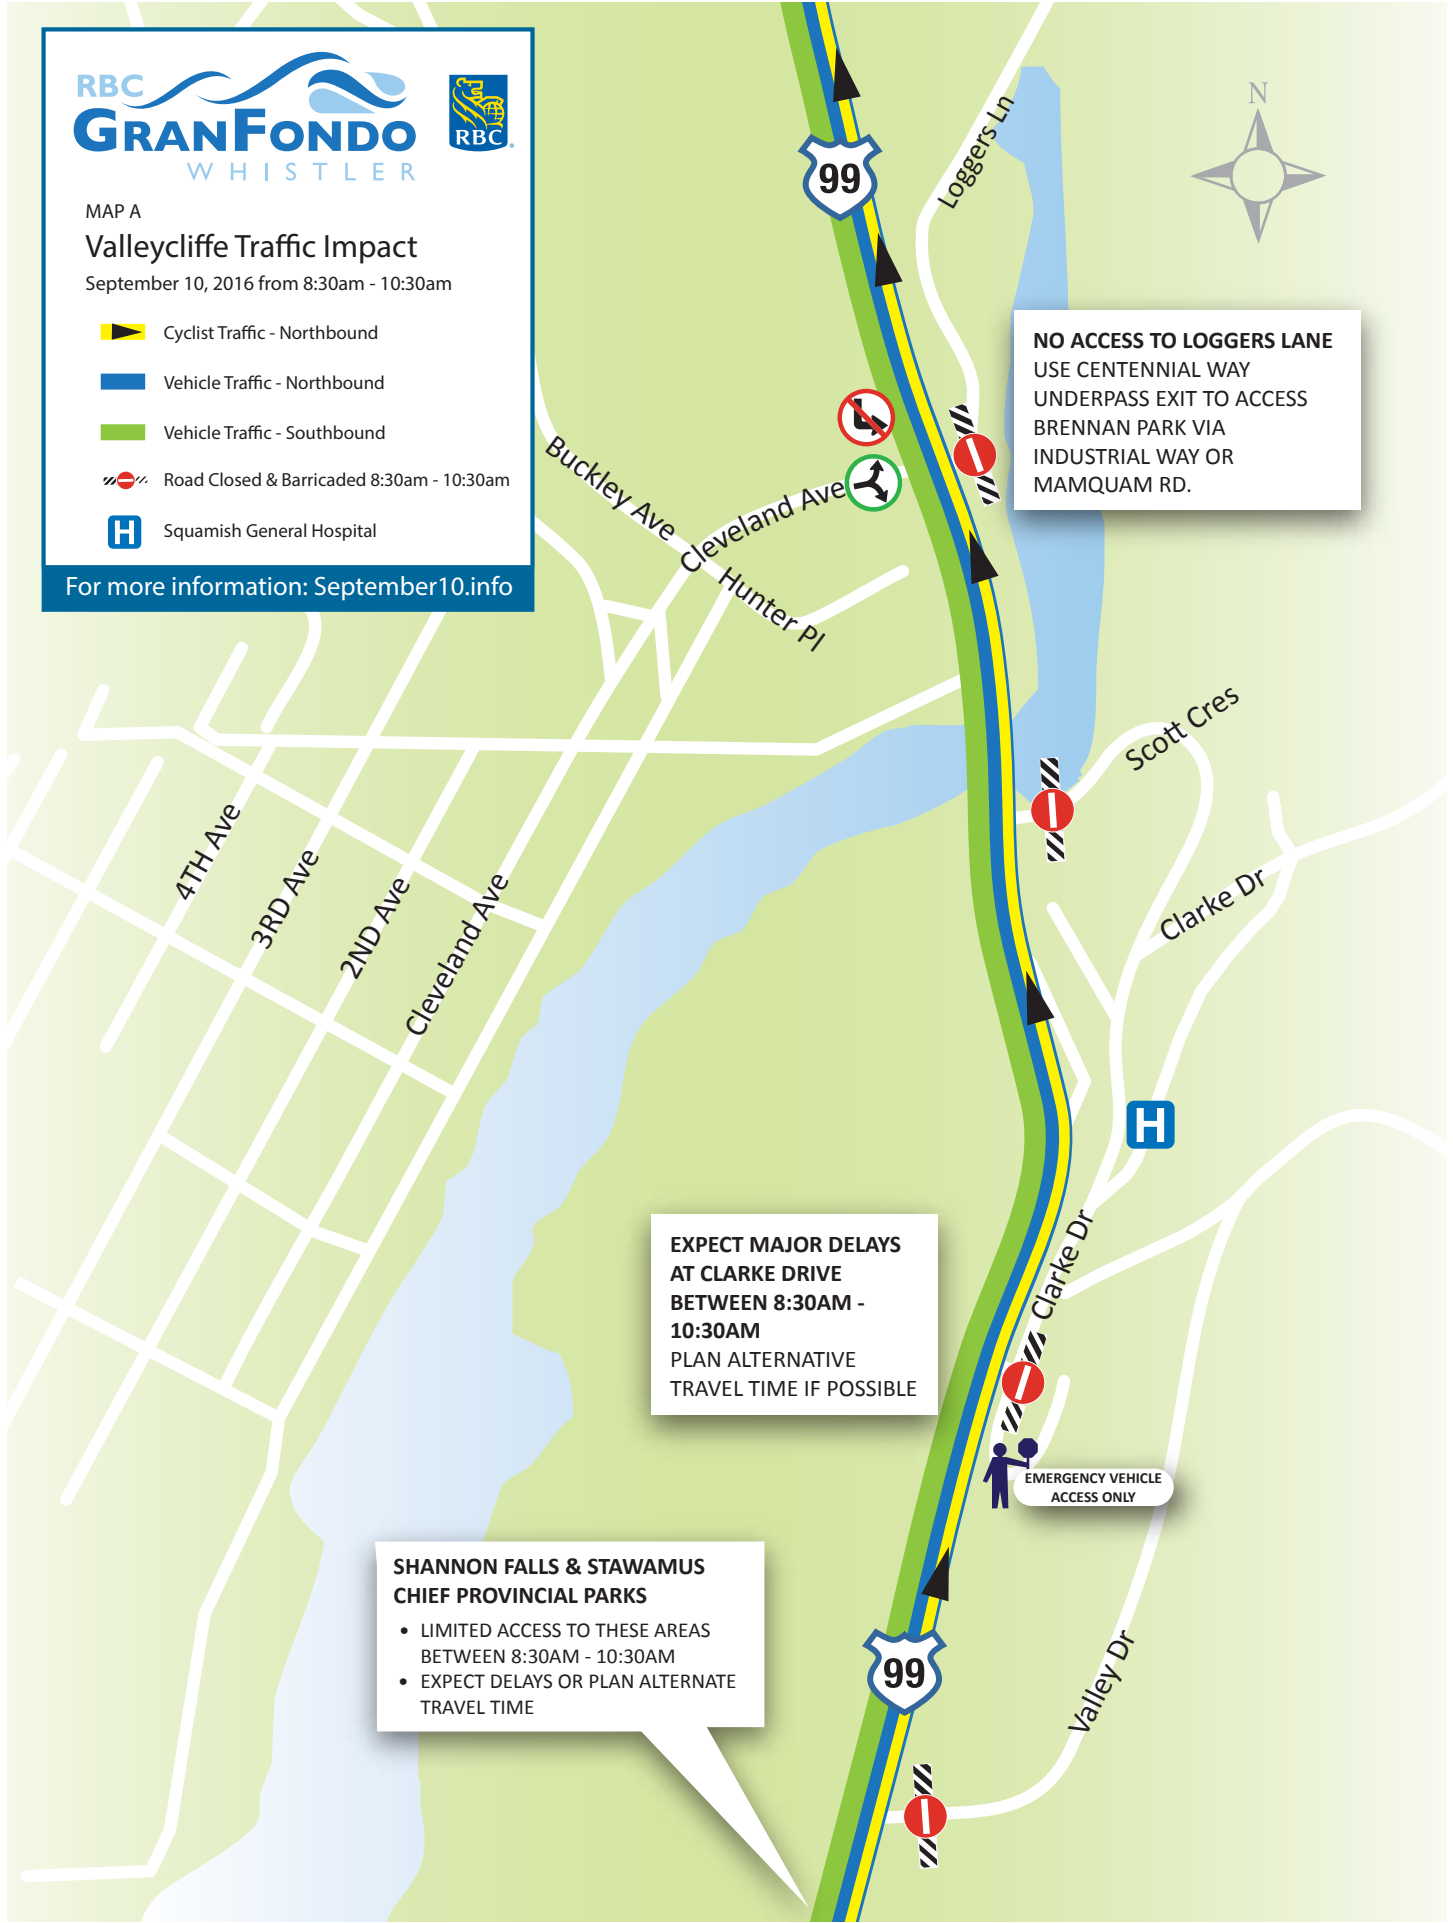 RBC
GRANFONDO
WHISTLER
RBC
MAP A
Valleycliffe Traffic Impact
September 10, 2016 from 8:30am - 10:30am
Cyclist Traffic - Northbound
Vehicle Traffic - Northbound
Vehicle Traffic - Southbound
Road Closed & Barricaded 8:30am - 10:30am
H
Squamish General Hospital
For more information: September10.info
N
99
Loggers Ln
NO ACCESS TO LOGGERS LANE
USE CENTENNIAL WAY
UNDERPASS EXIT TO ACCESS
BRENNAN PARK VIA
INDUSTRIAL WAY OR
MAMQUAM RD.
Buckley Ave
Cleveland Ave
Hunter Pl
Scott Cres
4TH Ave
3RD Ave
2ND Ave
Cleveland Ave
Clarke Dr
H
EXPECT MAJOR DELAYS
AT CLARKE DRIVE
BETWEEN 8:30AM -
10:30AM
PLAN ALTERNATIVE
TRAVEL TIME IF POSSIBLE
Clarke Dr
EMERGENCY VEHICLE
ACCESS ONLY
SHANNON FALLS & STAWAMUS
CHIEF PROVINCIAL PARKS
• LIMITED ACCESS TO THESE AREAS
BETWEEN 8:30AM - 10:30AM
• EXPECT DELAYS OR PLAN ALTERNATE
TRAVEL TIME
99
Valley Dr